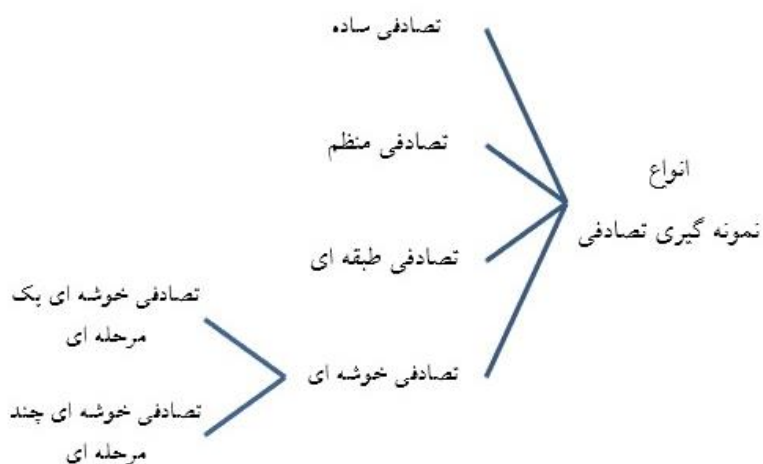 انواع
نمونه گیری تصادفی
تصادفی ساده
تصادفی منظم
تصادفی طبقه ای
تصادفی خوشه ای
تصادفی خوشه ای یک
مرحله ای
تصادفی خوشه ای چند
مرحله ای